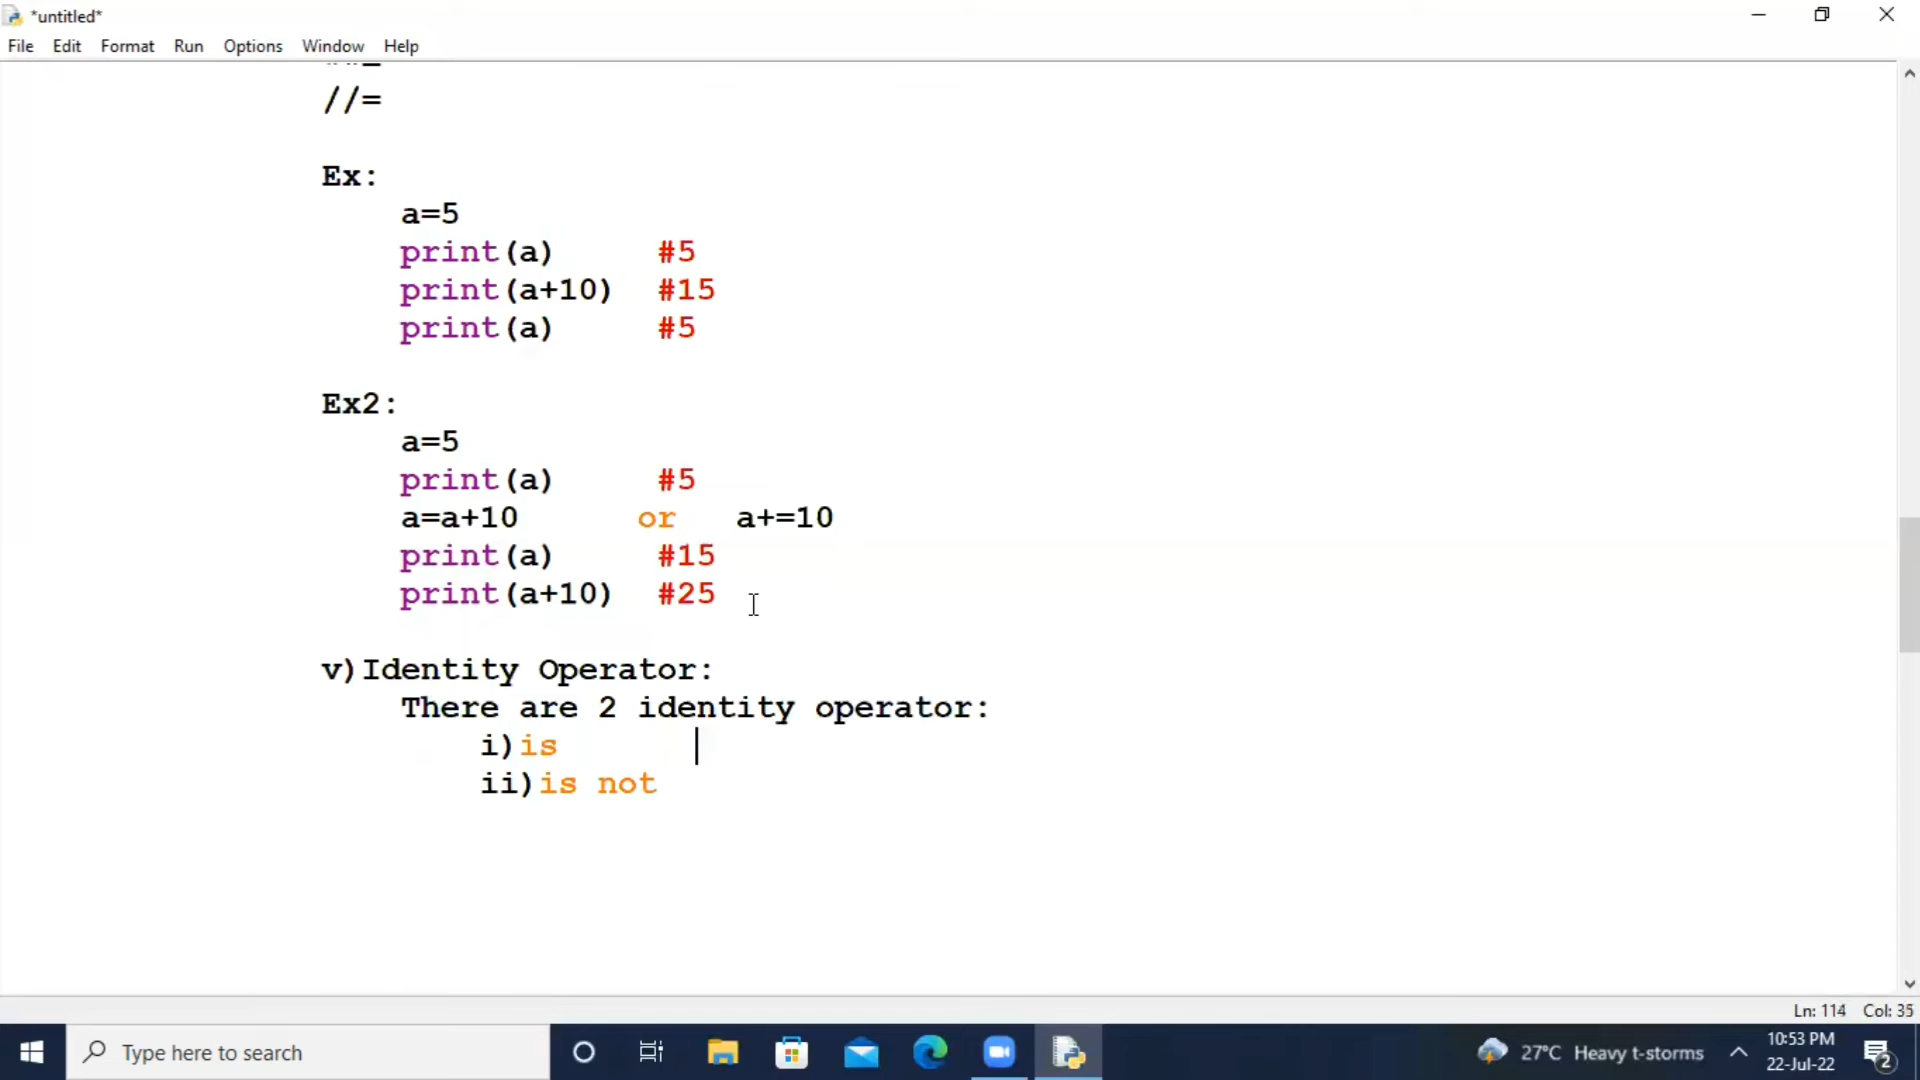 *untitled*
File Edit Format Run Options Window Help
//=
Ex:
a=5
print(a) #5
print(a+10) #15
print(a) #5
Ex2:
a=5
print(a) #5
a=a+10 or a+=10
print(a) #15
print(a+10) #25
v)Identity Operator:
There are 2 identity operator:
i)is
ii)is not
Ln: 114 Col: 35
Type here to search
27°C Heavy t-storms
10:53 PM
22-Jul-22
2